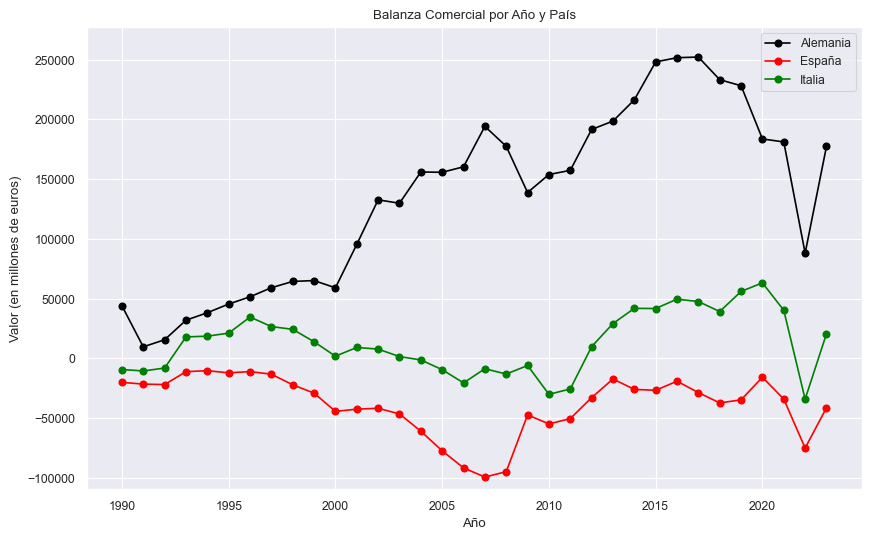 Balanza Comercial por Año y País
Alemania
España
Italia
Valor (en millones de euros)
250000
200000
150000
100000
50000
0
−50000
−100000
1990
1995
2000
2005
2010
2015
2020
Año